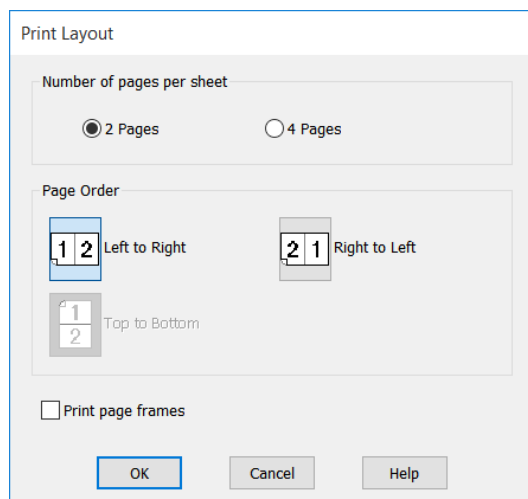 Print Layout
Number of pages per sheet
2 Pages 4 Pages
Page Order
1 2 Left to Right 2 1 Right to Left
1
2 Top to Bottom
Print page frames
OK Cancel Help